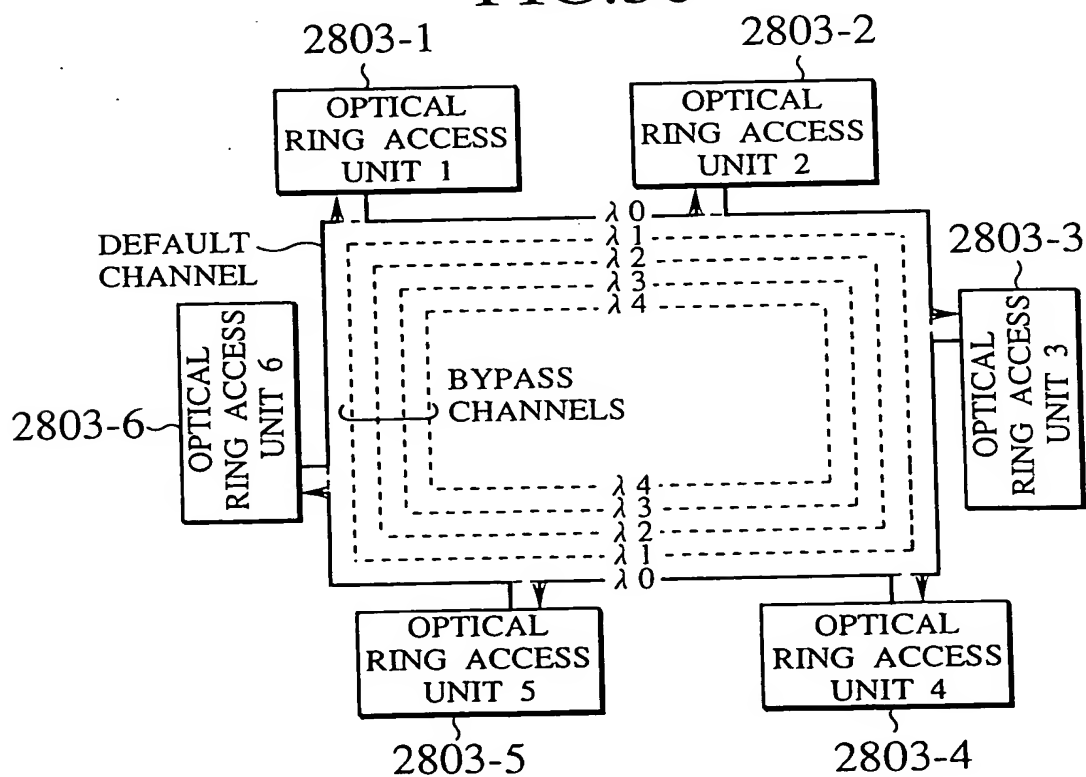 2803-1
2803-2
OPTICAL
RING ACCESS
UNIT 1
OPTICAL
RING ACCESS
UNIT 2
DEFAULT
CHANNEL
λ 0
λ 1
λ 2
λ 3
λ 4
2803-3
OPTICAL
RING ACCESS
UNIT 3
OPTICAL
RING ACCESS
UNIT 6
2803-6
BYPASS
CHANNELS
λ 4
λ 3
λ 2
λ 1
λ 0
OPTICAL
RING ACCESS
UNIT 5
OPTICAL
RING ACCESS
UNIT 4
2803-5
2803-4